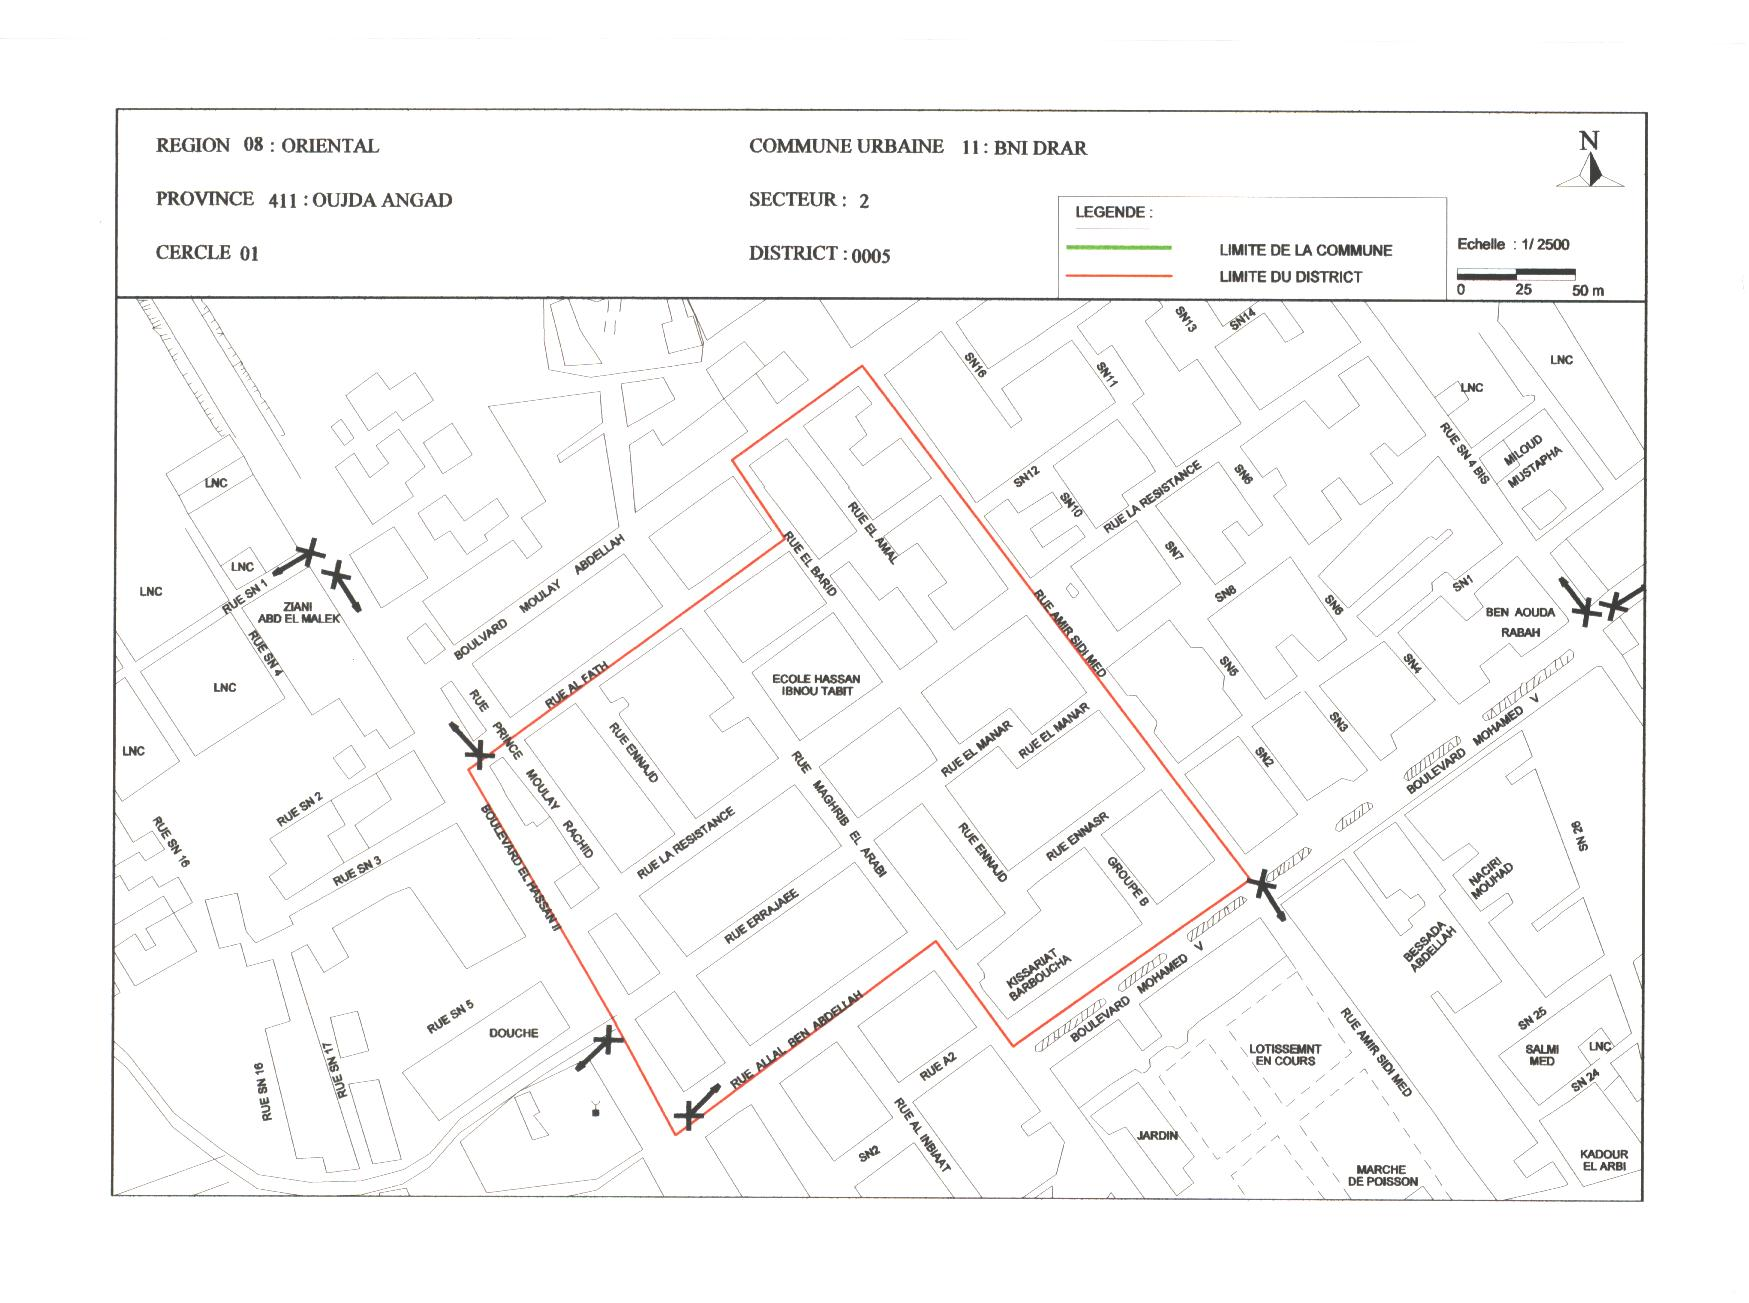 REGION 08 : ORIENTAL
COMMUNE URBAINE 11 : BNI DRAR
N
PROVINCE 411 : OUJDA ANGAD
SECTEUR : 2
CERCLE 01
DISTRICT : 0005
LEGENDE :
LIMITE DE LA COMMUNE
LIMITE DU DISTRICT
Echelle : 1/ 2500
0 25 50 m
SN13
SN14
SN16
SN11
LNC
LNC
RUE SN 4 BIS
MILOUD
MUSTAPHA
LNC
SN12
SN10
RUE LA RESISTANCE
SN6
RUE EL AMAL
RUE EL BARID
BOULVARD MOULAY ABDELLAH
SN7
LNC
LNC
RUE SN 1
ZIANI
ABD EL MALEK
RUE SN 4
SN8
SN6
SN1
BEN AOUDA
RABAH
RUE AMIR SIDI MED
SN5
SN4
LNC
ECOLE HASSAN
IBNOU TABIT
RUE AL FATH
RUE PRINCE MOULAY RACHID
RUE ENNAJD
RUE EL MANAR
RUE EL MANAR
SN3
SN2
BOULEVARD MOHAMED V
LNC
RUE SN 2
RUE SN 16
RUE SN 3
BOULEVARD EL HASSAN II
RUE LA RESISTANCE
RUE MAGHRIB EL ARABI
RUE ENNAJD
RUE ENNASR
GROUPE B
SN 26
NACIRI
MOUHAD
RUE ERRAJAEE
BESSADA
ABDELLAH
KISSARIAT
BARBOUCHA
BOULEVARD MOHAMED V
RUE SN 5
DOUCHE
RUE ALLAL BEN ABDELLAH
RUE A2
RUE SN 16
RUE SN 17
LOTISSEMNT
EN COURS
RUE AMIR SIDI MED
SN 25
SALMI
MED
LNC
SN 24
RUE AL INBIAAT
SN2
JARDIN
MARCHE
DE POISSON
KADOUR
EL ARBI